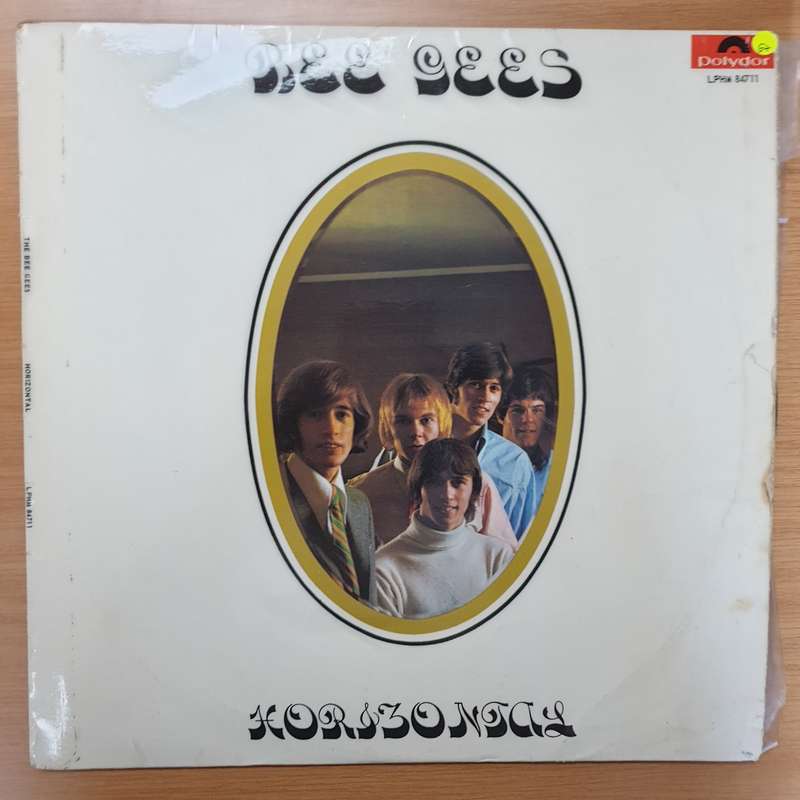 BEE GEES
G+
Polydor
LPHM 84711
THE BEE GEES
HORIZONTAL
LPHM 84711
HORIZONTAL